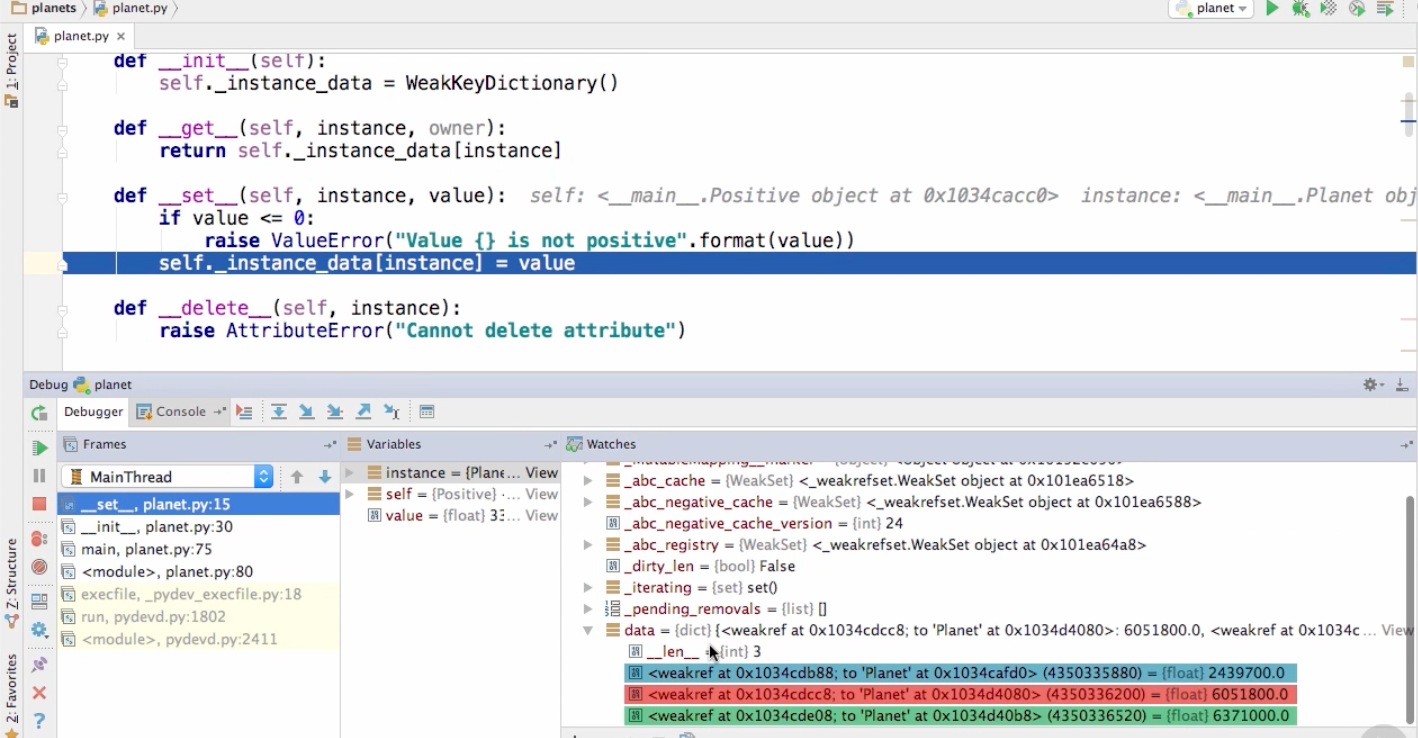 planets planet.py planet
planet.py
1: Project
def __init__(self):
self._instance_data = WeakKeyDictionary()
def __get__(self, instance, owner):
return self._instance_data[instance]
def __set__(self, instance, value): self: <__main__.Positive object at 0x1034cacc0> instance: <__main__.Planet obj
if value <= 0:
raise ValueError("Value {} is not positive".format(value))
self._instance_data[instance] = value
def __delete__(self, instance):
raise AttributeError("Cannot delete attribute")
Debug planet
Debugger Console
Frames Variables Watches
MainThread
__set__, planet.py:15
__init__, planet.py:30
main, planet.py:75
<module>, planet.py:80
execfile, _pydev_execfile.py:18
run, pydevd.py:1802
<module>, pydevd.py:2411
instance = {Plane... View
self = {Positive} ·... View
value = {float} 33... View
_abc_cache = {WeakSet} <_weakrefset.WeakSet object at 0x101ea6518>
_abc_negative_cache = {WeakSet} <_weakrefset.WeakSet object at 0x101ea6588>
_abc_negative_cache_version = {int} 24
_abc_registry = {WeakSet} <_weakrefset.WeakSet object at 0x101ea64a8>
_dirty_len = {bool} False
_iterating = {set} set()
_pending_removals = {list} []
data = {dict} {<weakref at 0x1034cdcc8; to 'Planet' at 0x1034d4080>: 6051800.0, <weakref at 0x1034c ... View
__len__ = {int} 3
<weakref at 0x1034cdb88; to 'Planet' at 0x1034cafd0> (4350335880) = {float} 2439700.0
<weakref at 0x1034cdcc8; to 'Planet' at 0x1034d4080> (4350336200) = {float} 6051800.0
<weakref at 0x1034cde08; to 'Planet' at 0x1034d40b8> (4350336520) = {float} 6371000.0
Z: Structure
2: Favorites